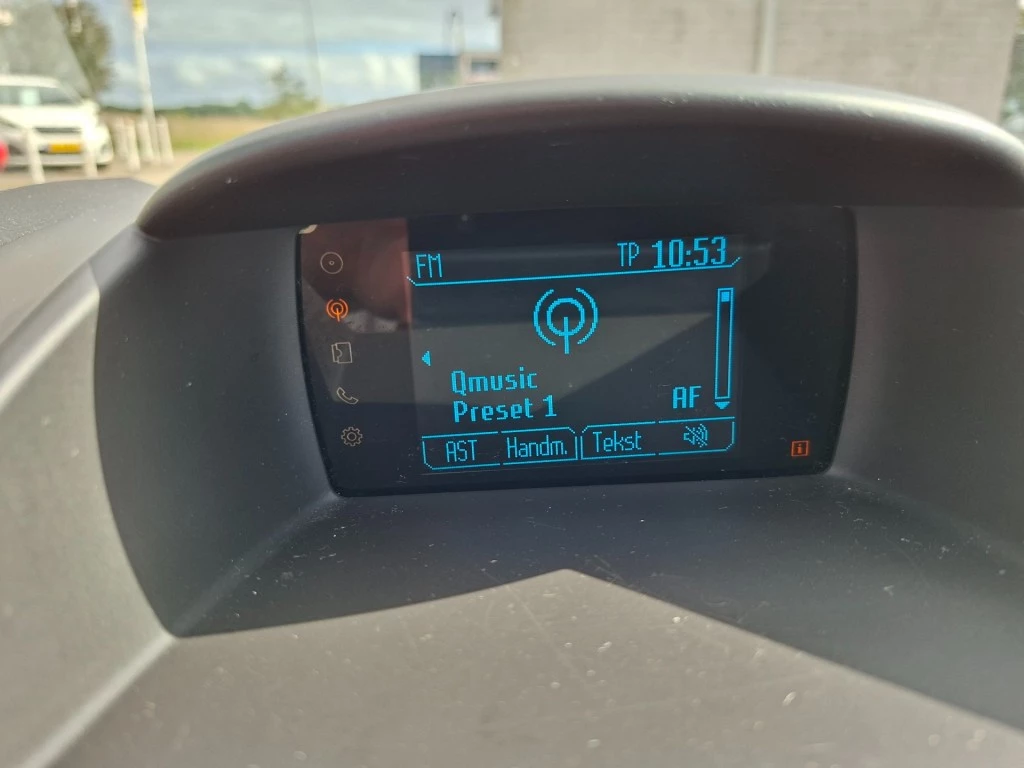 FM TP 10:53
Qmusic
Preset 1 AF
AST Handm. Tekst
i